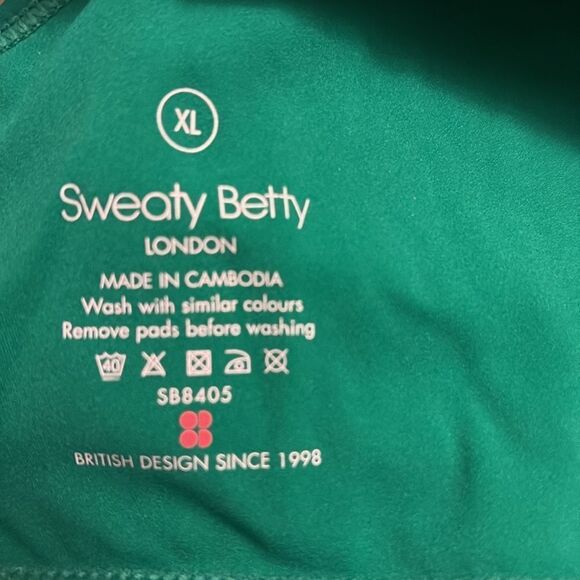 XL
Sweaty Betty
LONDON
MADE IN CAMBODIA
Wash with similar colours
Remove pads before washing
40
SB8405
BRITISH DESIGN SINCE 1998